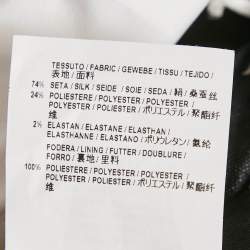 TESSUTO / FABRIC / GEWEBE / TISSU / TEJIDO /
表地 / 面料
74% SETA / SILK / SEIDE / SOIE / SEDA / 絹 / 桑蚕丝
24% POLIESTERE / POLYESTER / POLYESTER /
POLYESTER / POLIESTER / ポリエステル / 聚酯纤
维
2% ELASTAN / ELASTANE / ELASTHAN /
ELASTHANNE / ELASTANO / ポリウレタン / 氨纶
FODERA / LINING / FUTTER / DOUBLURE /
FORRO / 裏地 / 里料
100% POLIESTERE / POLYESTER / POLYESTER /
POLYESTER / POLIESTER / ポリエステル / 聚酯纤
维